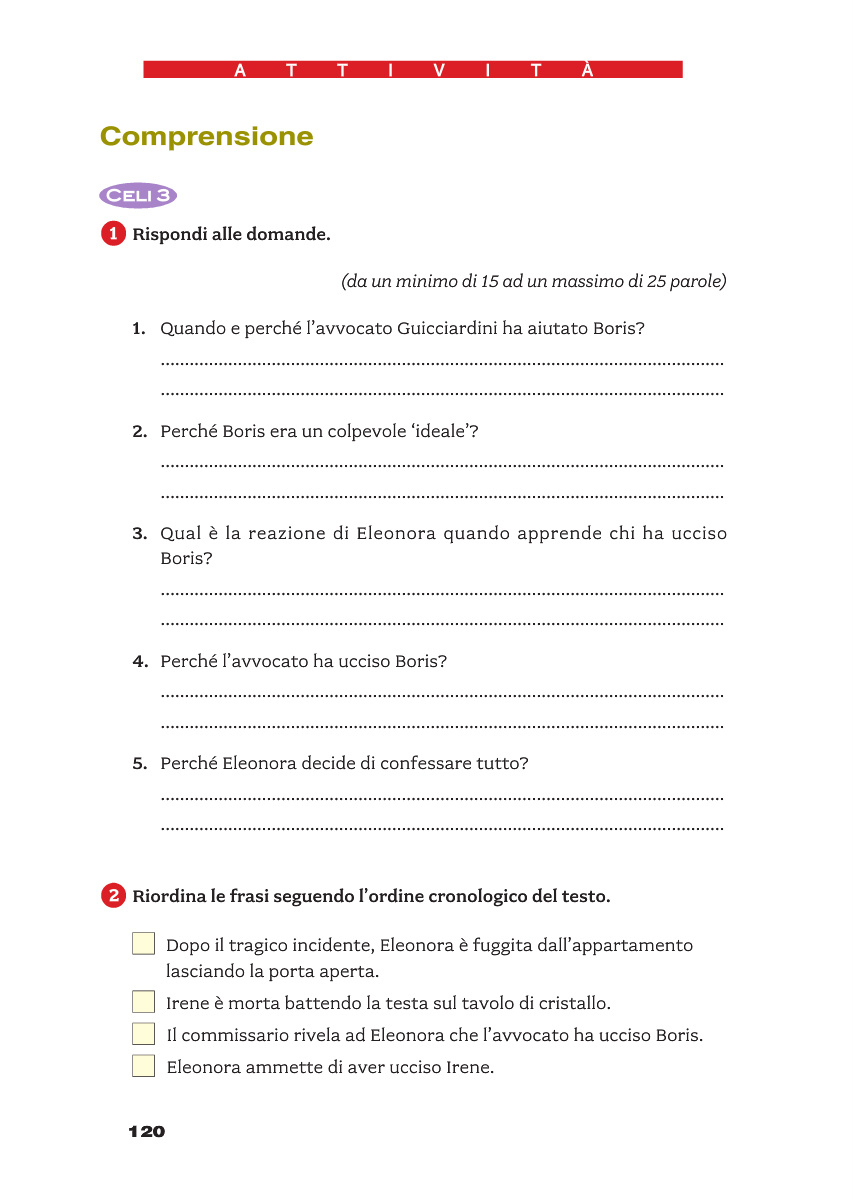 ATTIVITÀ
Comprensione
CELI 3
1 Rispondi alle domande.
(da un minimo di 15 ad un massimo di 25 parole)
1. Quando e perché l’avvocato Guicciardini ha aiutato Boris?
2. Perché Boris era un colpevole ‘ideale’?
3. Qual è la reazione di Eleonora quando apprende chi ha ucciso
Boris?
4. Perché l’avvocato ha ucciso Boris?
5. Perché Eleonora decide di confessare tutto?
2 Riordina le frasi seguendo l’ordine cronologico del testo.
Dopo il tragico incidente, Eleonora è fuggita dall’appartamento
lasciando la porta aperta.
Irene è morta battendo la testa sul tavolo di cristallo.
Il commissario rivela ad Eleonora che l’avvocato ha ucciso Boris.
Eleonora ammette di aver ucciso Irene.
120